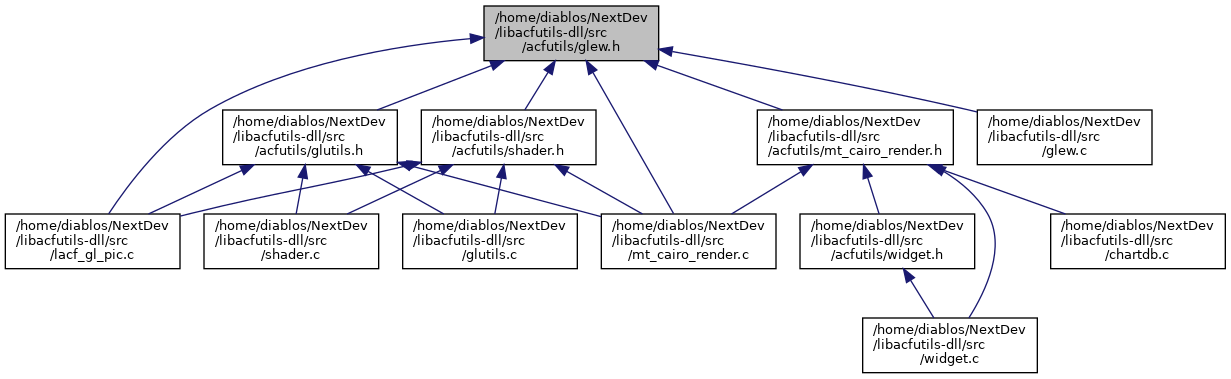 /home/diablos/NextDev
/libacfutils-dll/src
/acfutils/glew.h
/home/diablos/NextDev
/libacfutils-dll/src
/acfutils/glutils.h
/home/diablos/NextDev
/libacfutils-dll/src
/acfutils/shader.h
/home/diablos/NextDev
/libacfutils-dll/src
/acfutils/mt_cairo_render.h
/home/diablos/NextDev
/libacfutils-dll/src
/glew.c
/home/diablos/NextDev
/libacfutils-dll/src
/lacf_gl_pic.c
/home/diablos/NextDev
/libacfutils-dll/src
/shader.c
/home/diablos/NextDev
/libacfutils-dll/src
/glutils.c
/home/diablos/NextDev
/libacfutils-dll/src
/mt_cairo_render.c
/home/diablos/NextDev
/libacfutils-dll/src
/acfutils/widget.h
/home/diablos/NextDev
/libacfutils-dll/src
/chartdb.c
/home/diablos/NextDev
/libacfutils-dll/src
/widget.c